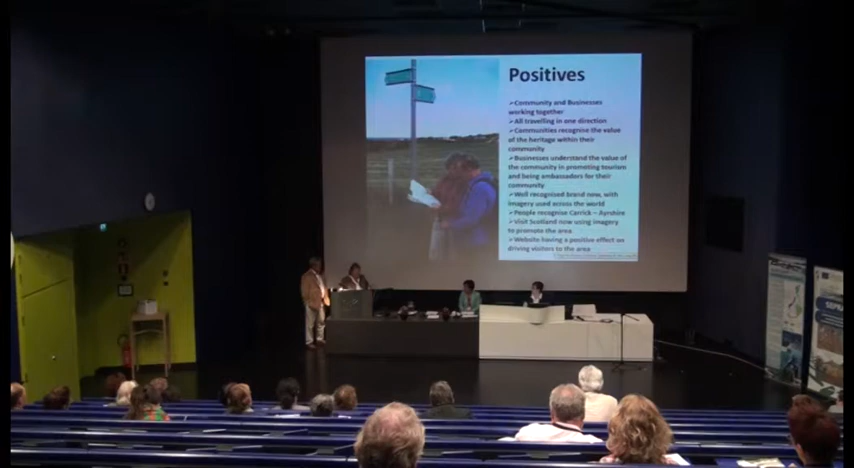 Positives
➢Community and Businesses
working together
➢All travelling in one direction
➢Communities recognise the value
of the heritage within their
community
➢Businesses understand the value of
the community in promoting tourism
and being ambassadors for their
community
➢Well recognised brand now, with
imagery used across the world
➢People recognise Carrick – Ayrshire
➢Visit Scotland now using imagery
to promote the area
➢Website having a positive effect on
driving visitors to the area